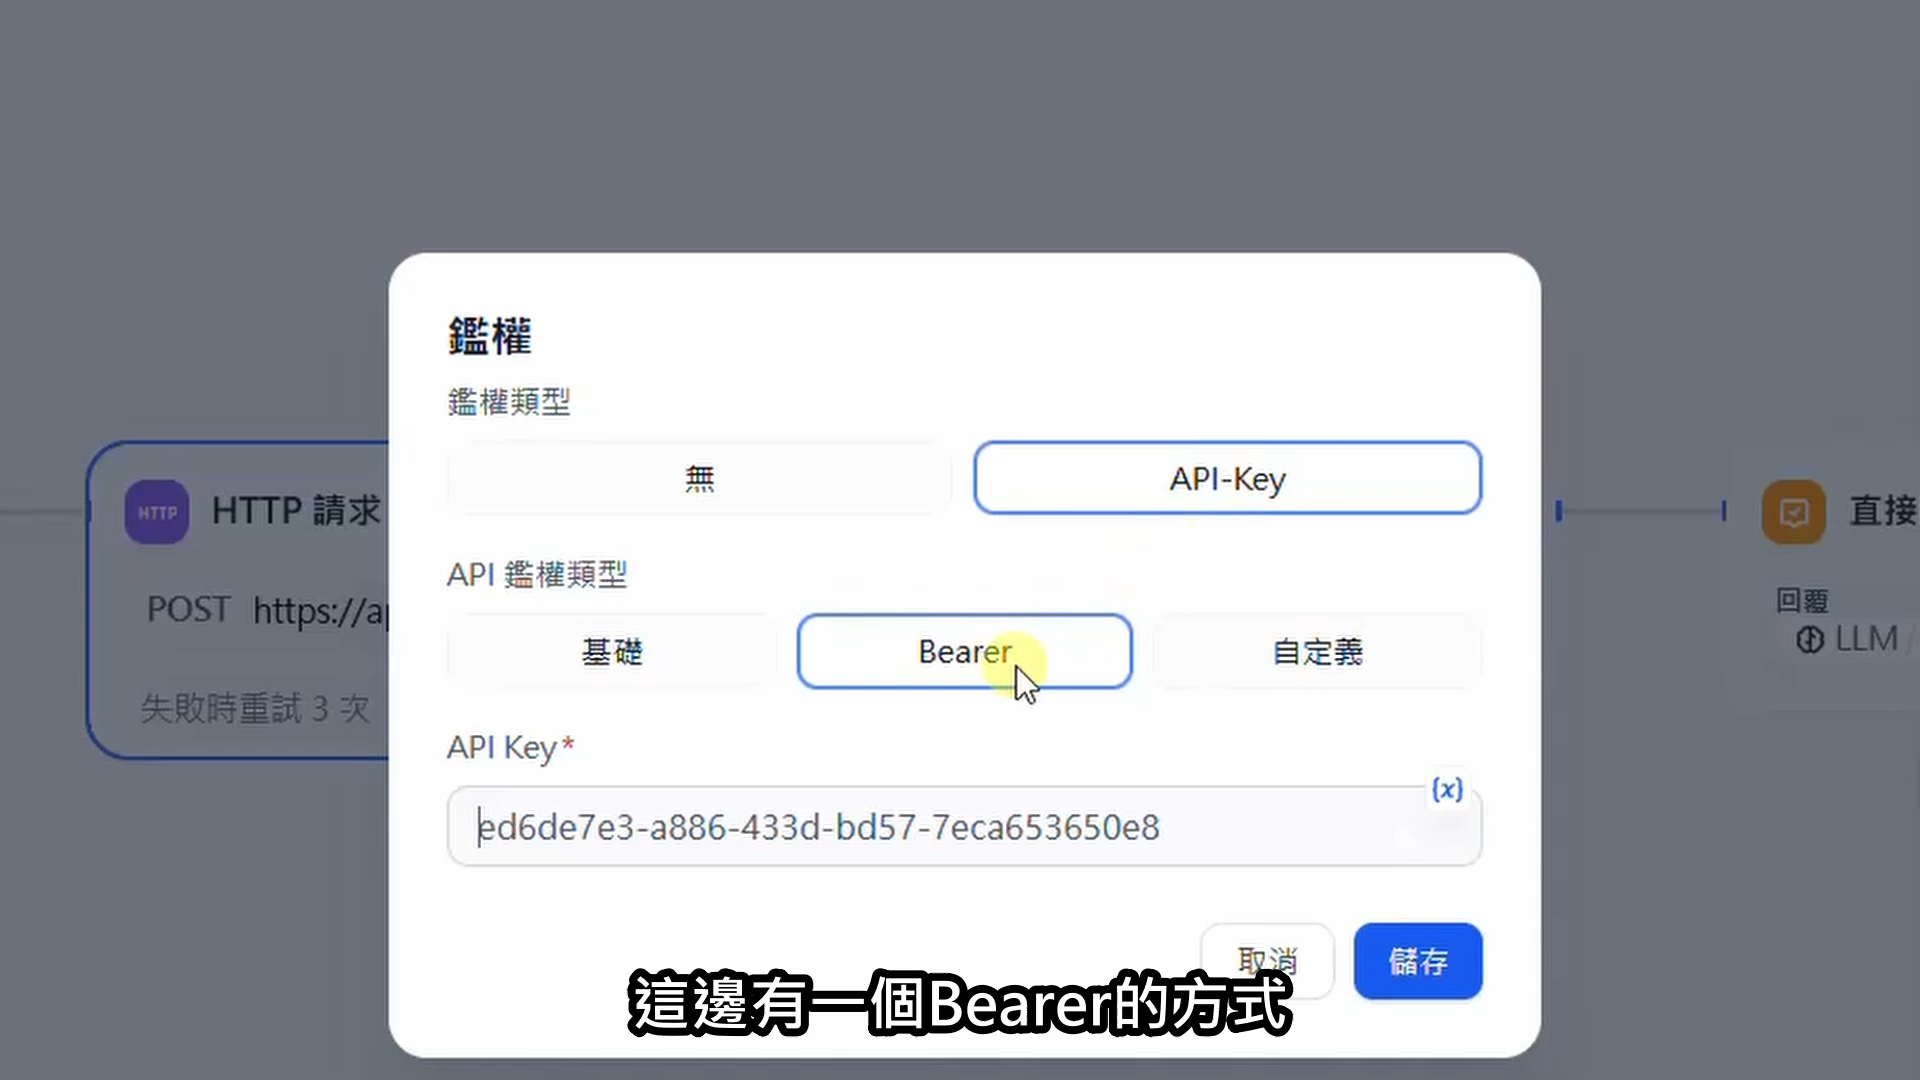 鑑權
鑑權類型
無
API-Key
HTTP
HTTP 請求
直接
API 鑑權類型
POST https://ap
回覆
基礎
Bearer
自定義
LLM /
失敗時重試 3 次
API Key*
{x}
ed6de7e3-a886-433d-bd57-7eca653650e8
取消
儲存
這邊有一個Bearer的方式